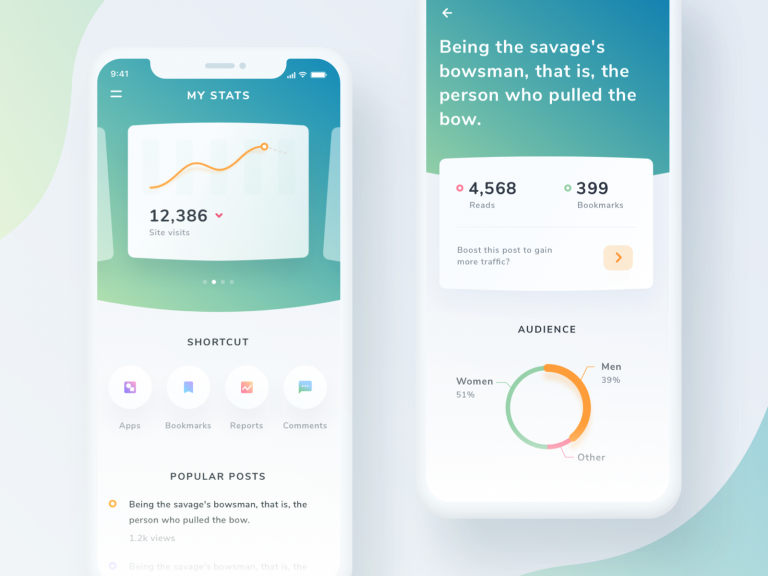 9:41
MY STATS
12,386
Site visits
SHORTCUT
Apps
Bookmarks
Reports
Comments
POPULAR POSTS
Being the savage's bowsman, that is, the
person who pulled the bow.
1.2k views
Being the savage's bowsman, that is, the
Being the savage's
bowsman, that is, the
person who pulled the
bow.
4,568
Reads
399
Bookmarks
Boost this post to gain
more traffic?
AUDIENCE
Men
39%
Women
51%
Other